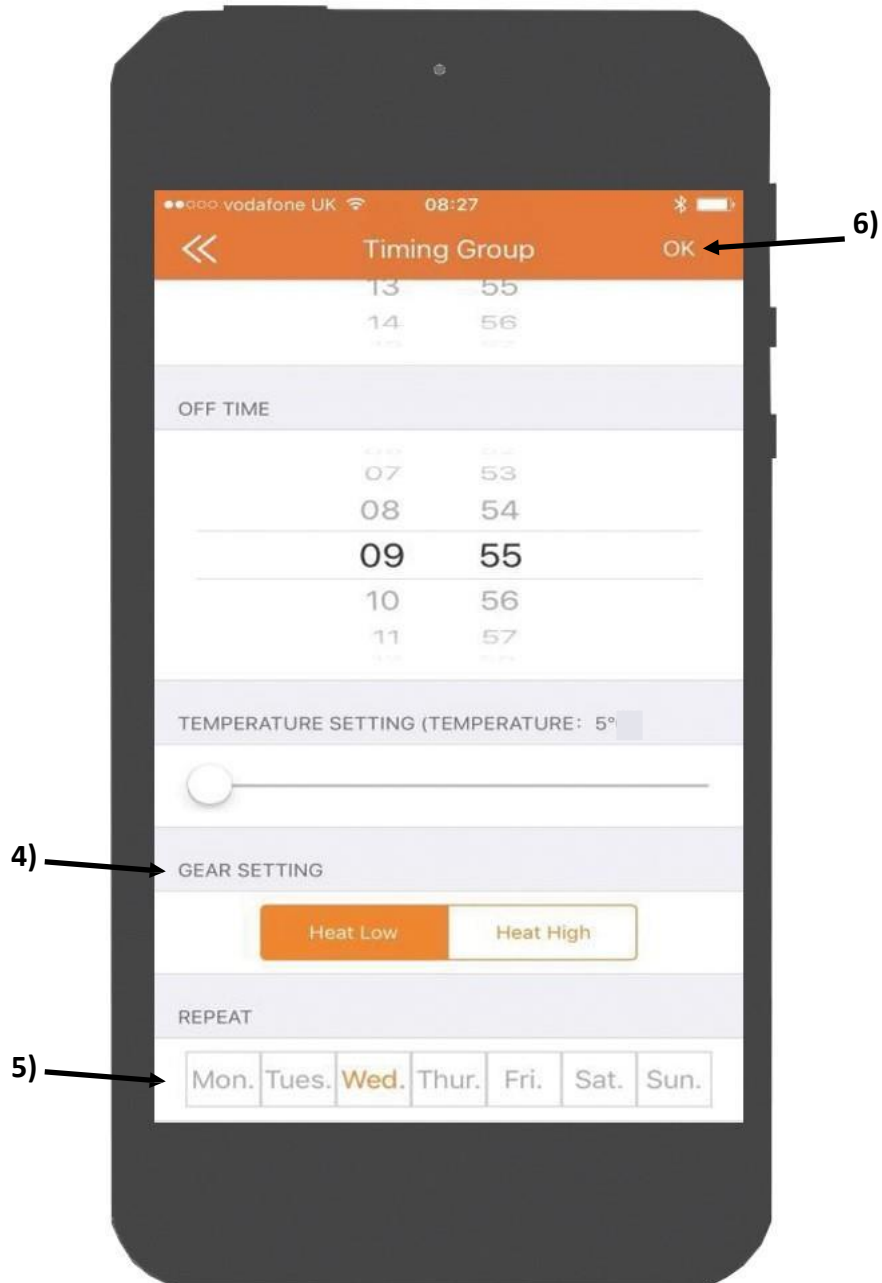 vodafone UK 08:27
6)
Timing Group OK
13 55
14 56
OFF TIME
07 53
08 54
09 55
10 56
11 57
TEMPERATURE SETTING (TEMPERATURE: 5°
4)
GEAR SETTING
Heat Low Heat High
REPEAT
5)
Mon. Tues. Wed. Thur. Fri. Sat. Sun.